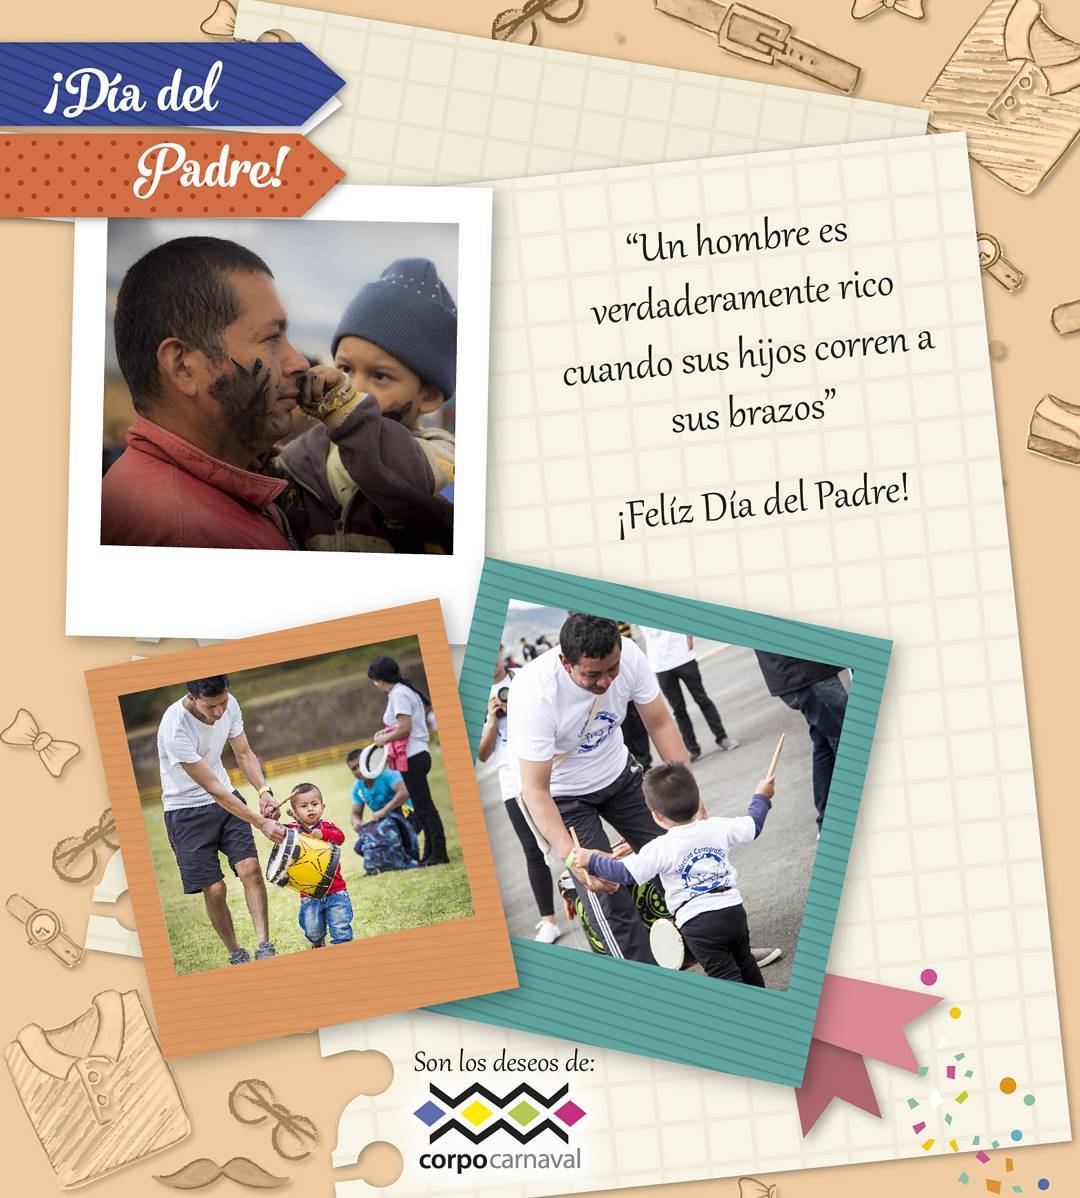 ¡Día del
Padre!
“Un hombre es
verdaderamente rico
cuando sus hijos corren a
sus brazos”
¡Felíz Día del Padre!
Son los deseos de:
corpocarnaval